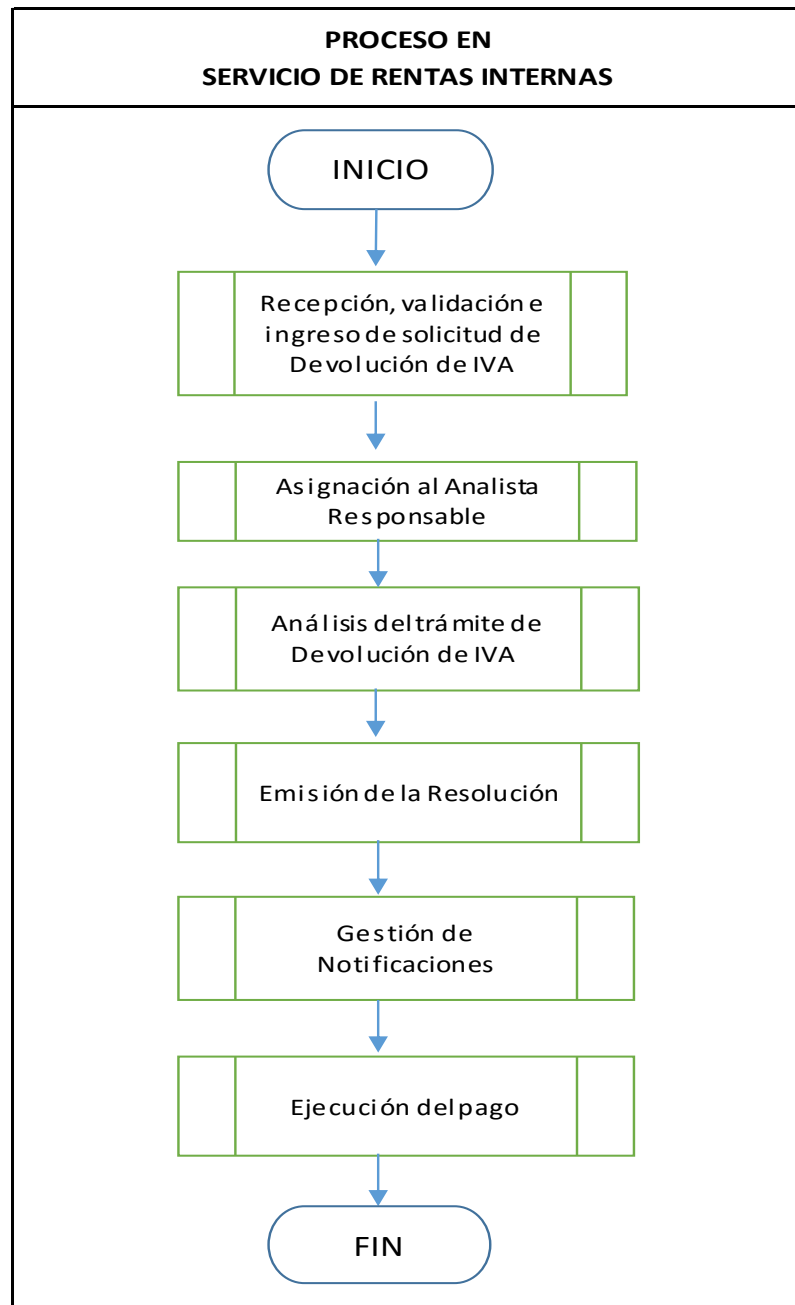 PROCESO EN
SERVICIO DE RENTAS INTERNAS
INICIO
Recepción, validación e
ingreso de solicitud de
Devolución de IVA
Asignación al Analista
Responsable
Análisis del trámite de
Devolución de IVA
Emisión de la Resolución
Gestión de
Notificaciones
Ejecución del pago
FIN